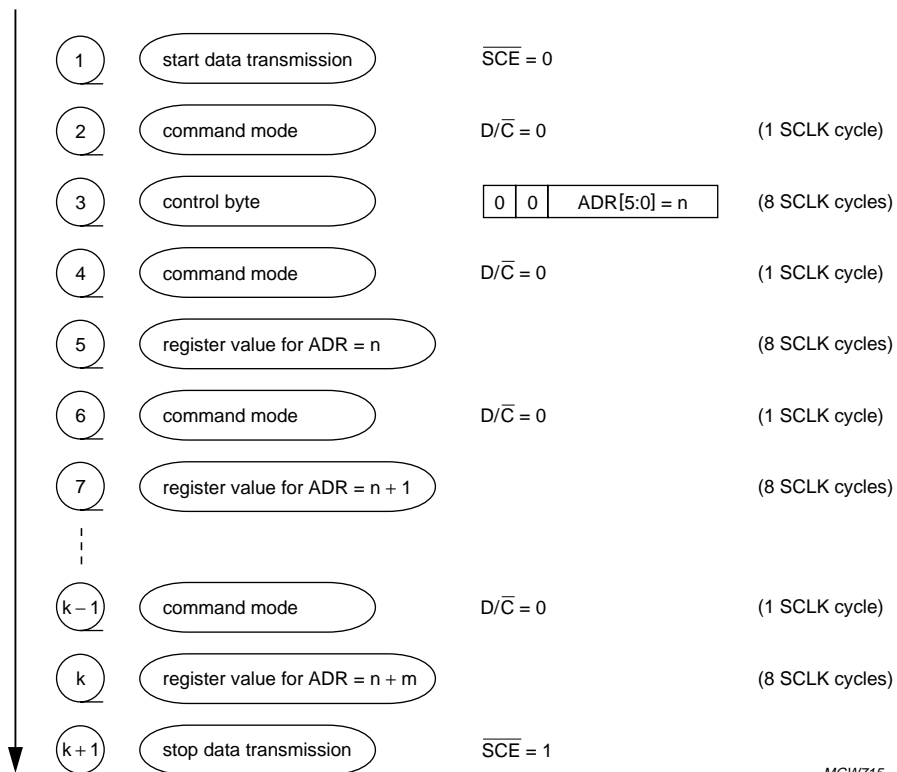 1 start data transmission S̅C̅E̅ = 0
2 command mode D/C̅ = 0 (1 SCLK cycle)
3 control byte 0 0 ADR[5:0] = n (8 SCLK cycles)
4 command mode D/C̅ = 0 (1 SCLK cycle)
5 register value for ADR = n (8 SCLK cycles)
6 command mode D/C̅ = 0 (1 SCLK cycle)
7 register value for ADR = n + 1 (8 SCLK cycles)
k − 1 command mode D/C̅ = 0 (1 SCLK cycle)
k register value for ADR = n + m (8 SCLK cycles)
k + 1 stop data transmission S̅C̅E̅ = 1
MGW715